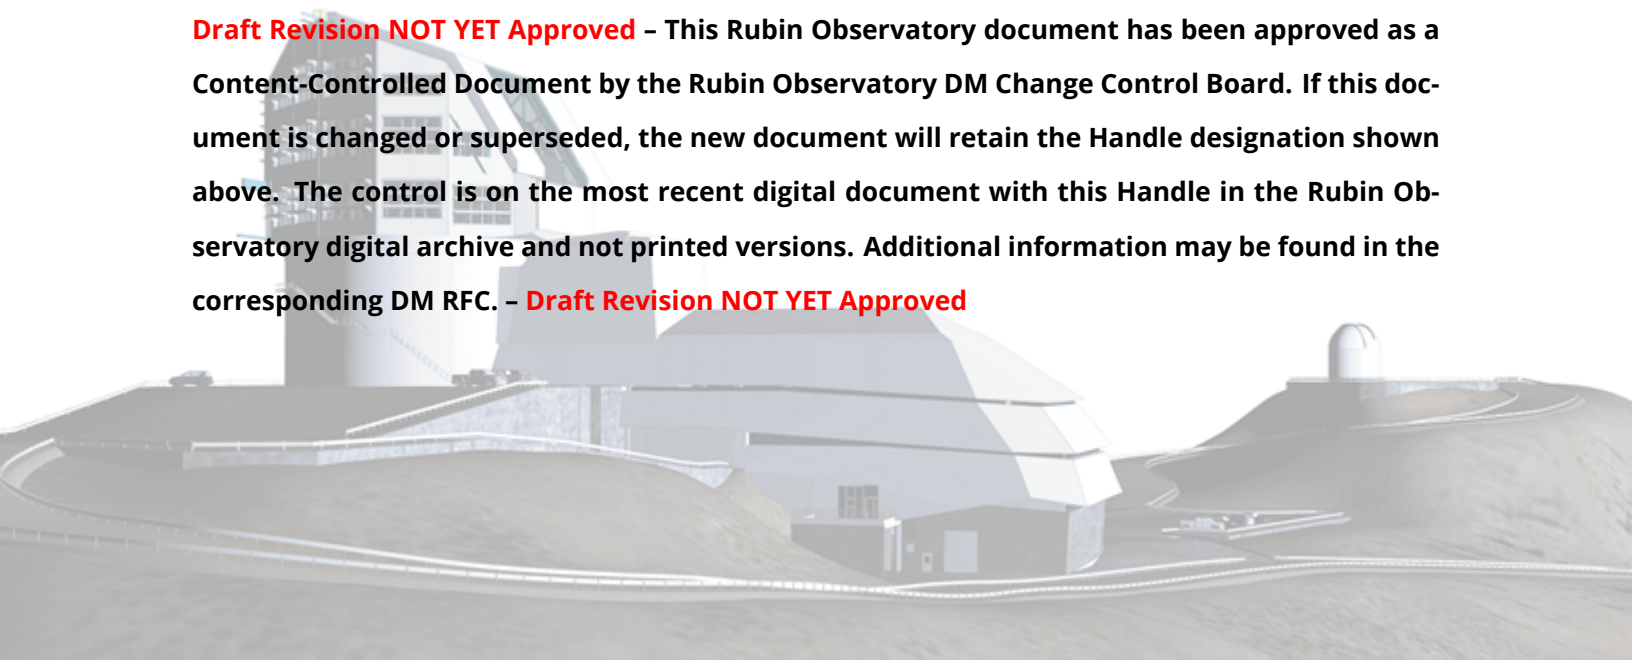 Draft Revision NOT YET Approved – This Rubin Observatory document has been approved as a
Content-Controlled Document by the Rubin Observatory DM Change Control Board. If this doc-
ument is changed or superseded, the new document will retain the Handle designation shown
above. The control is on the most recent digital document with this Handle in the Rubin Ob-
servatory digital archive and not printed versions. Additional information may be found in the
corresponding DM RFC. – Draft Revision NOT YET Approved